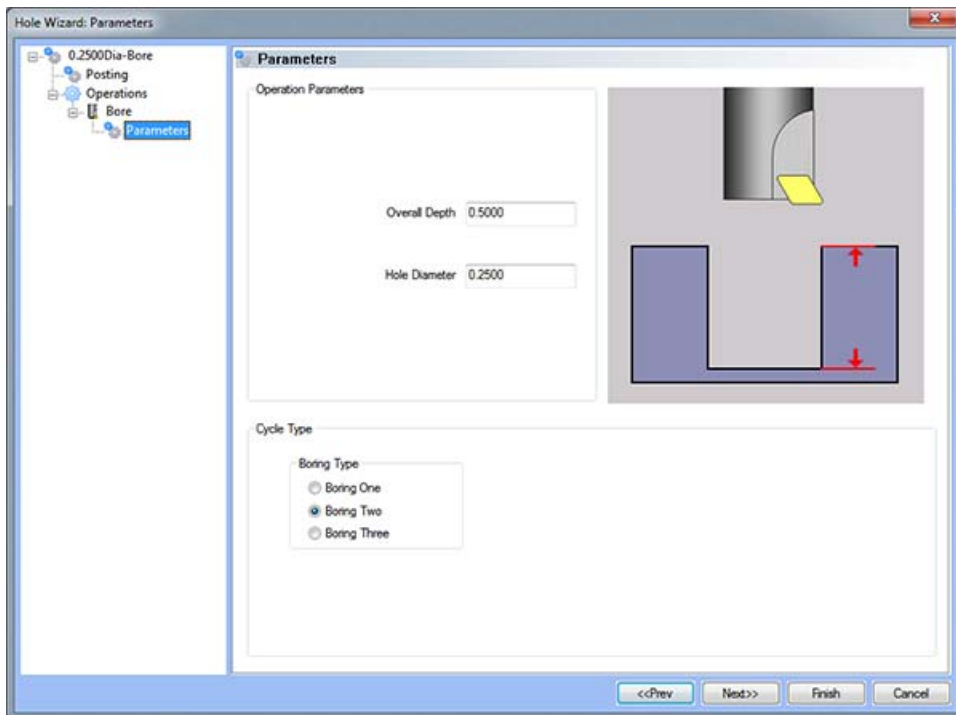 Hole Wizard: Parameters
0.2500Dia-Bore
Posting
Operations
Bore
Parameters
Parameters
Operation Parameters
Overall Depth 0.5000
Hole Diameter 0.2500
Cycle Type
Boring Type
Boring One
Boring Two
Boring Three
<<Prev Next>> Finish Cancel